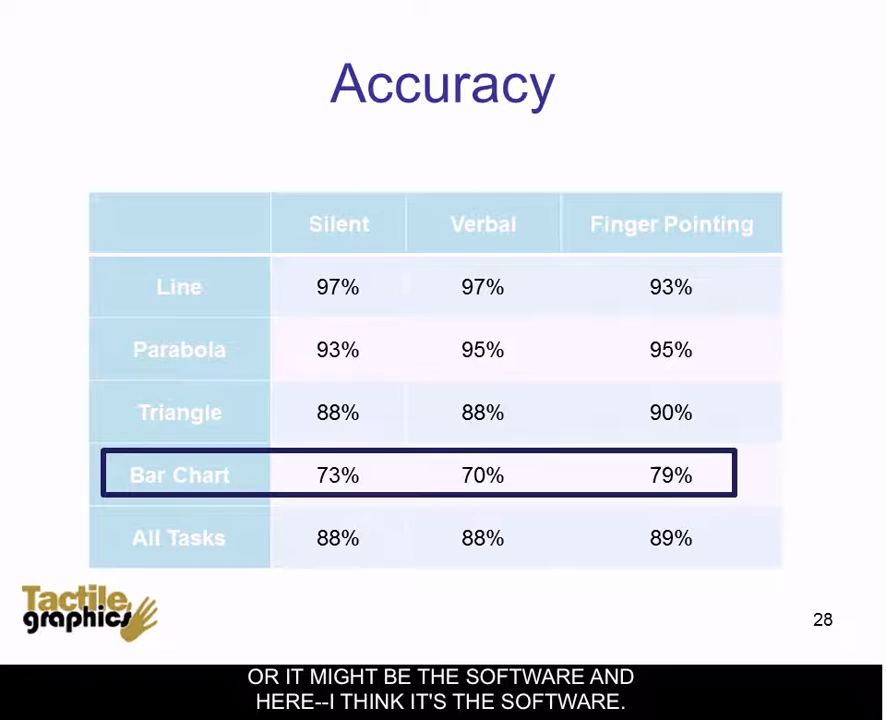 Accuracy
Silent Verbal Finger Pointing
Line 97% 97% 93%
Parabola 93% 95% 95%
Triangle 88% 88% 90%
Bar Chart 73% 70% 79%
All Tasks 88% 88% 89%
Tactile
graphics
28
OR IT MIGHT BE THE SOFTWARE AND
HERE--I THINK IT'S THE SOFTWARE.